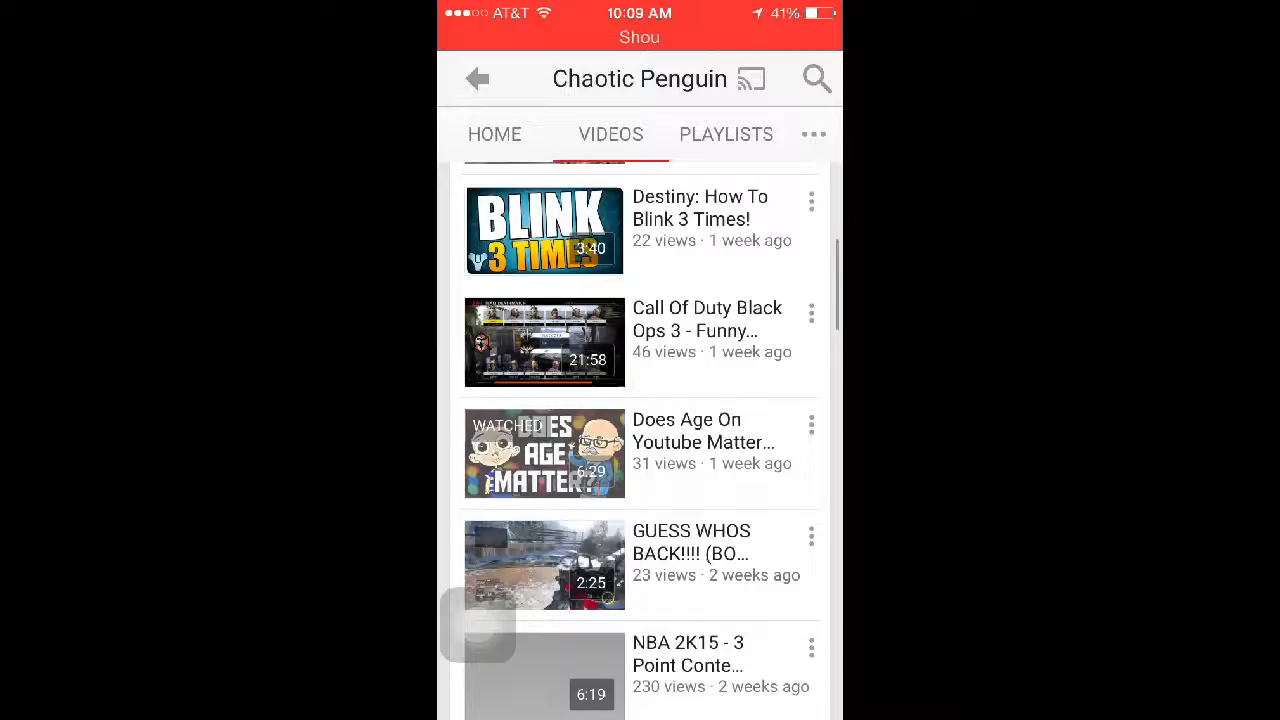 AT&T 10:09 AM 41%
Shou
Chaotic Penguin
HOME VIDEOS PLAYLISTS
BLINK
3 TIMES
3:40
Destiny: How To
Blink 3 Times!
22 views · 1 week ago
21:58
Call Of Duty Black
Ops 3 - Funny...
46 views · 1 week ago
WATCHED
DOES
AGE
MATTER?
6:29
Does Age On
Youtube Matter...
31 views · 1 week ago
2:25
GUESS WHOS
BACK!!!! (BO...
23 views · 2 weeks ago
6:19
NBA 2K15 - 3
Point Conte...
230 views · 2 weeks ago